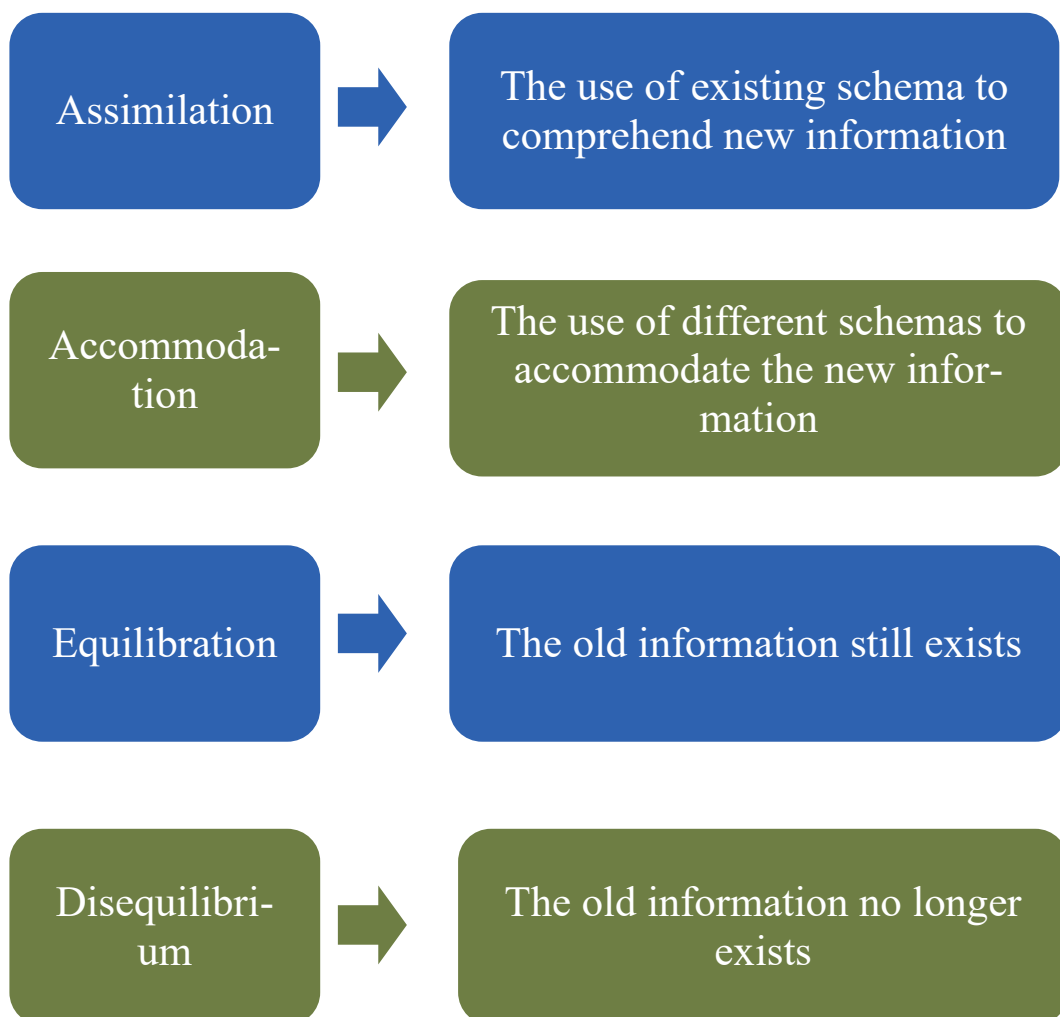 Assimilation
The use of existing schema to
comprehend new information
Accommoda-
tion
The use of different schemas to
accommodate the new infor-
mation
Equilibration
The old information still exists
Disequilibri-
um
The old information no longer
exists